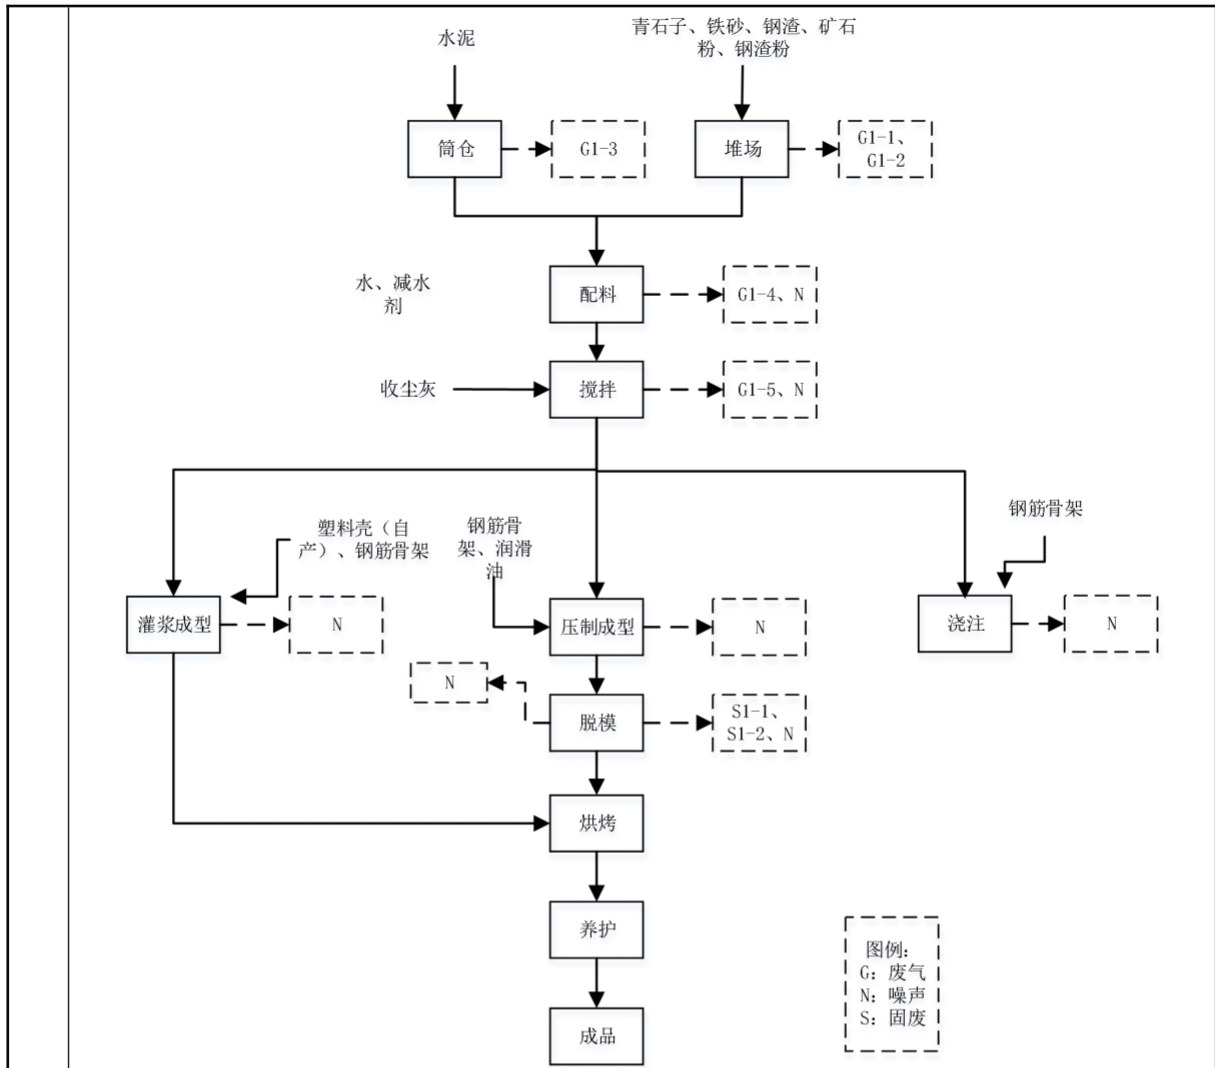 水泥
青石子、铁砂、钢渣、矿石
粉、钢渣粉
筒仓
G1-3
堆场
G1-1、
G1-2
水、减水
剂
配料
G1-4、N
收尘灰
搅拌
G1-5、N
塑料壳（自
产）、钢筋骨架
钢筋骨
架、润滑
油
钢筋骨架
灌浆成型
N
压制成型
N
浇注
N
N
脱模
S1-1、
S1-2、N
烘烤
养护
成品
图例：
G：废气
N：噪声
S：固废